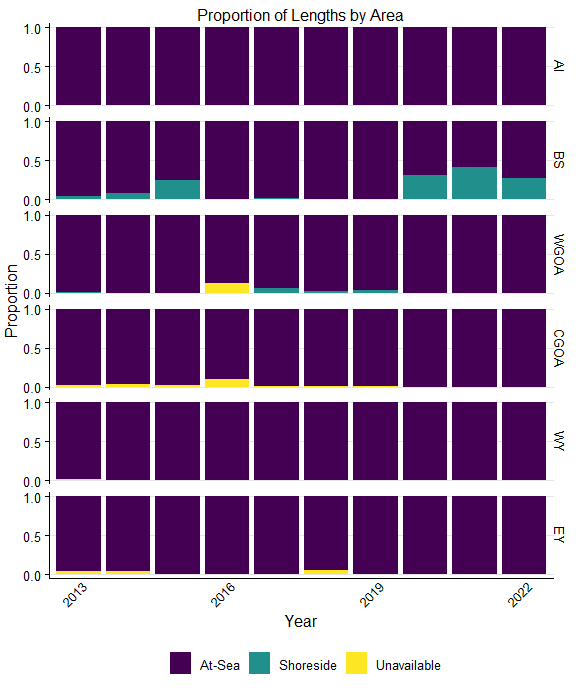 Proportion of Lengths by Area
1.0
0.5
0.0
AI
1.0
0.5
0.0
BS
1.0
0.5
0.0
WGOA
Proportion
1.0
0.5
0.0
CGOA
1.0
0.5
0.0
WY
1.0
0.5
0.0
EY
2013 2016 2019 2022
Year
At-Sea Shoreside Unavailable